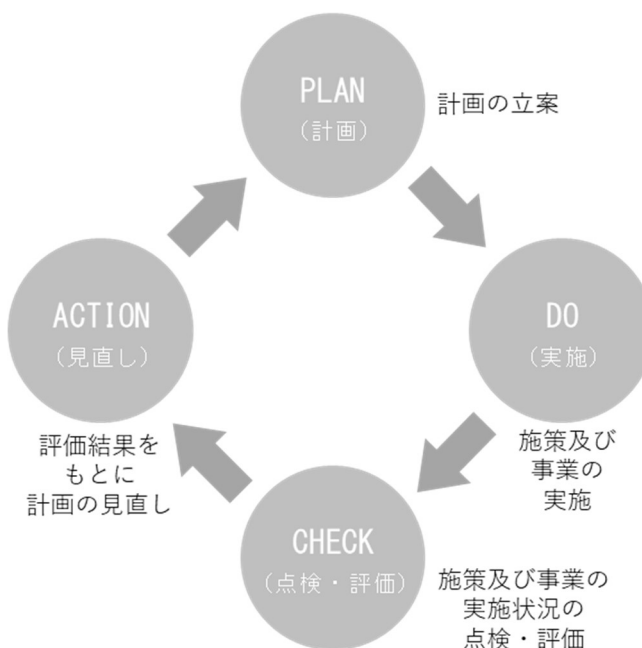 PLAN
（計画）
計画の立案
DO
（実施）
施策及び
事業の
実施
CHECK
（点検・評価）
施策及び事業の
実施状況の
点検・評価
ACTION
（見直し）
評価結果を
もとに
計画の見直し